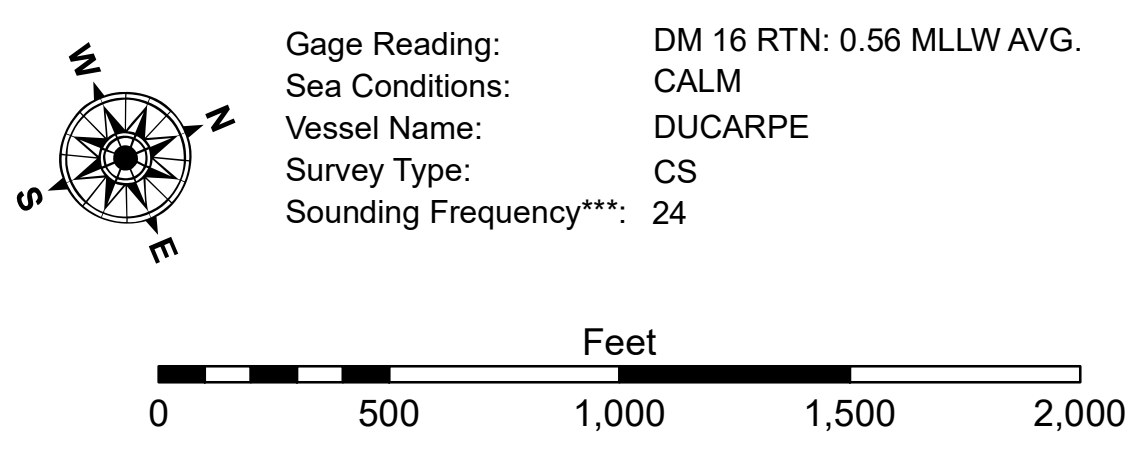 W
N
S
E
Gage Reading: DM 16 RTN: 0.56 MLLW AVG.
Sea Conditions: CALM
Vessel Name: DUCARPE
Survey Type: CS
Sounding Frequency***: 24
Feet
0 500 1,000 1,500 2,000